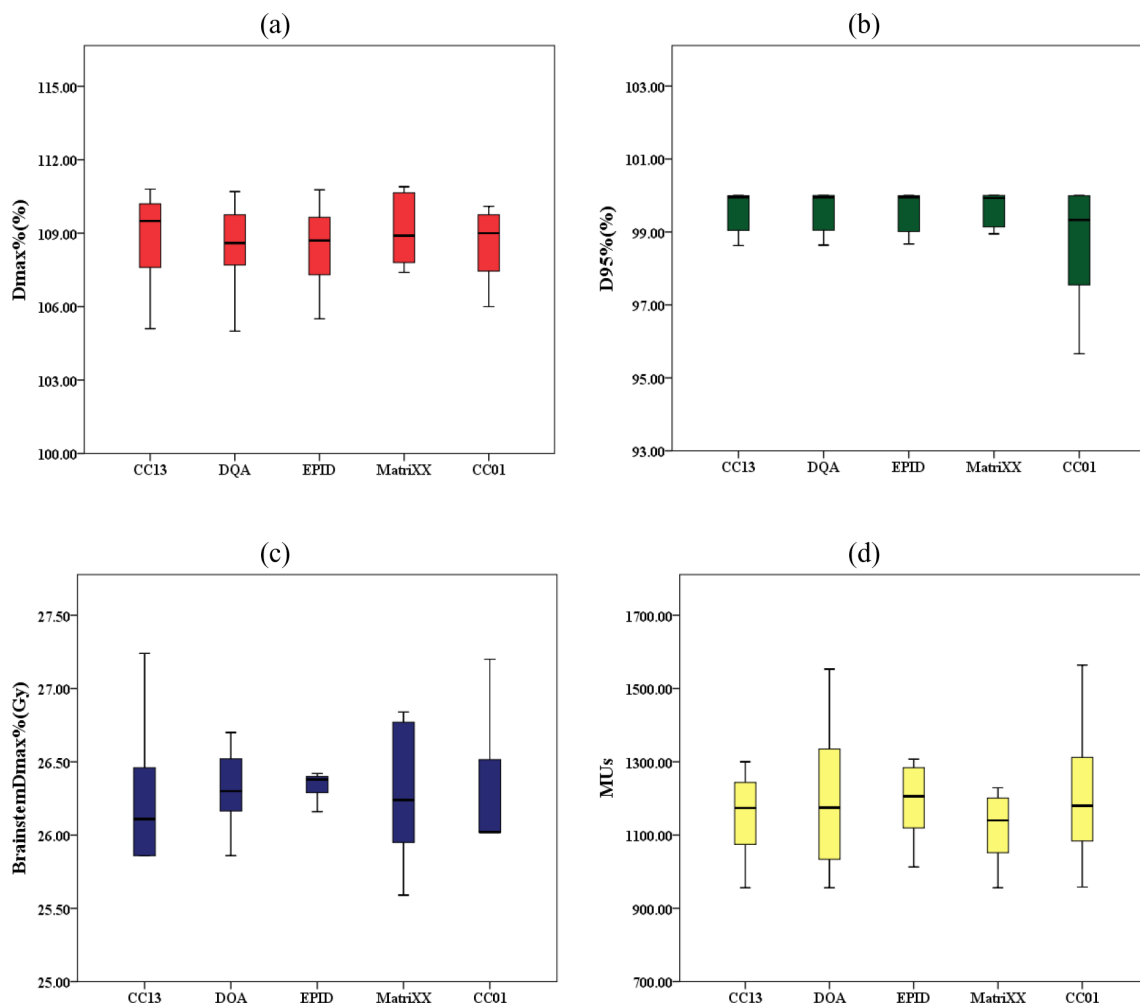 (a)
Dmax%(%)
115.00
112.00
109.00
106.00
103.00
100.00
CC13 DQA EPID MatriXX CC01
(b)
D95%(%)
103.00
101.00
99.00
97.00
95.00
93.00
CC13 DQA EPID MatriXX CC01
(c)
BrainstemDmax%(Gy)
27.50
27.00
26.50
26.00
25.50
25.00
CC13 DQA EPID MatriXX CC01
(d)
MUs
1700.00
1500.00
1300.00
1100.00
900.00
700.00
CC13 DQA EPID MatriXX CC01